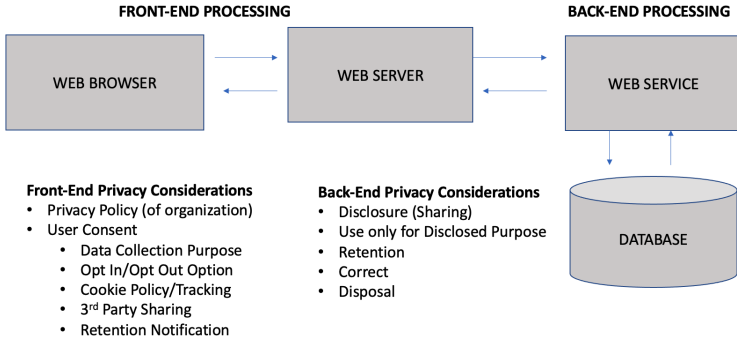 FRONT-END PROCESSING
BACK-END PROCESSING
WEB BROWSER
WEB SERVER
WEB SERVICE
DATABASE
Front-End Privacy Considerations
• Privacy Policy (of organization)
• User Consent
• Data Collection Purpose
• Opt In/Opt Out Option
• Cookie Policy/Tracking
• 3rd Party Sharing
• Retention Notification
Back-End Privacy Considerations
• Disclosure (Sharing)
• Use only for Disclosed Purpose
• Retention
• Correct
• Disposal